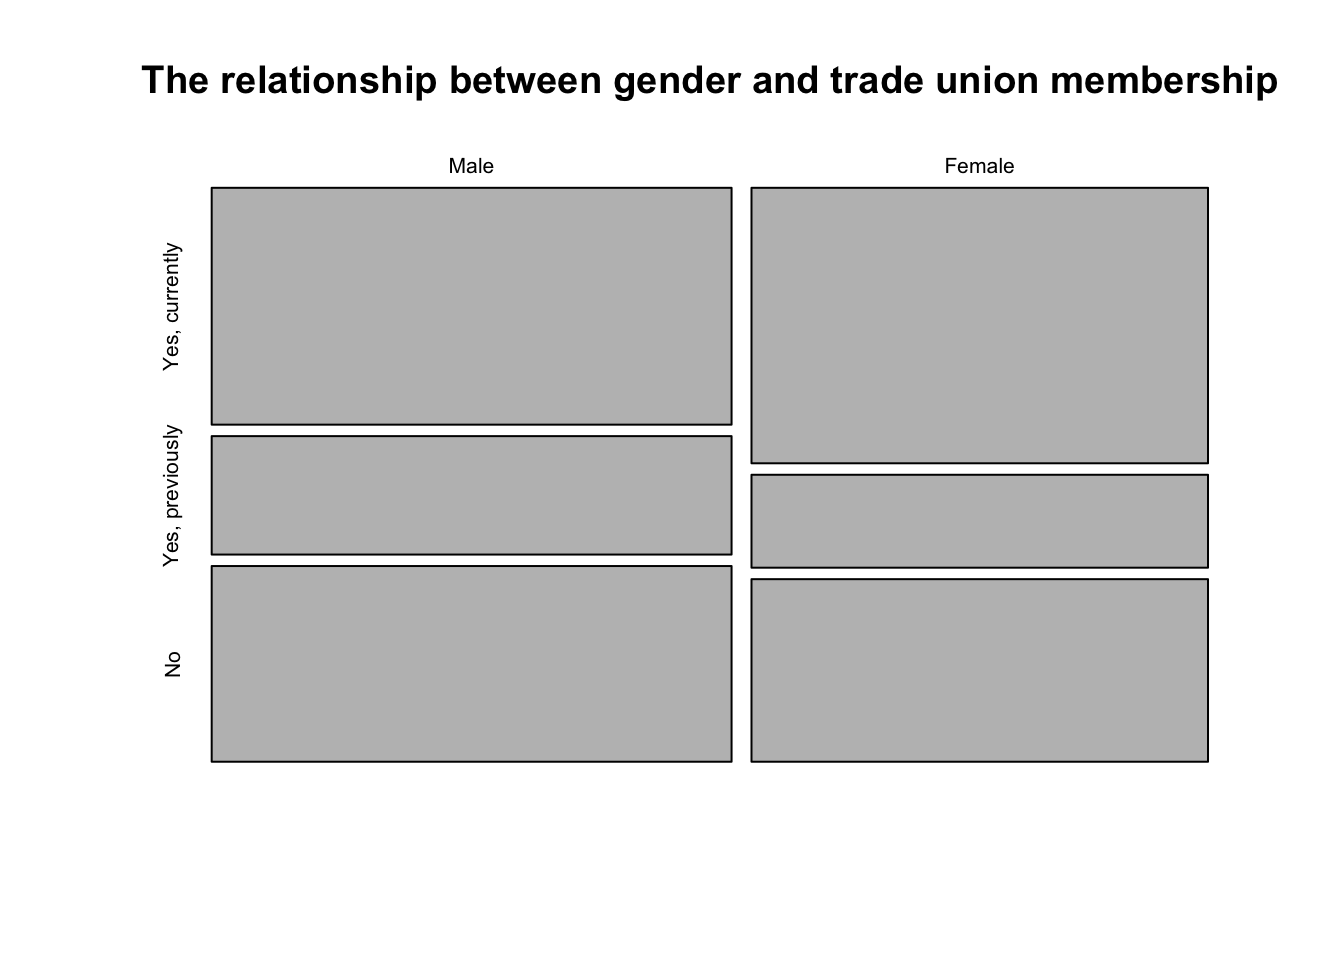 The relationship between gender and trade union membership
Male
Female
Yes, currently
Yes, previously
No